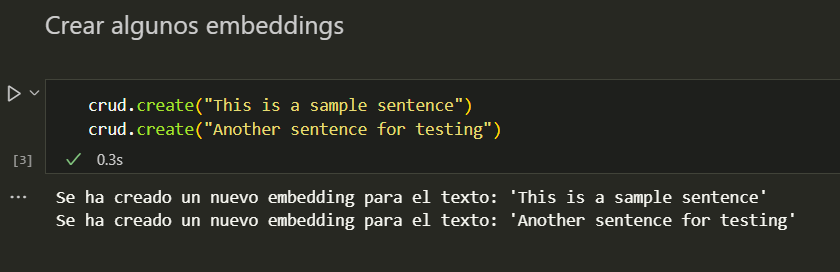 Crear algunos embeddings
crud.create("This is a sample sentence")
crud.create("Another sentence for testing")
[3]
0.3s
Se ha creado un nuevo embedding para el texto: 'This is a sample sentence'
Se ha creado un nuevo embedding para el texto: 'Another sentence for testing'